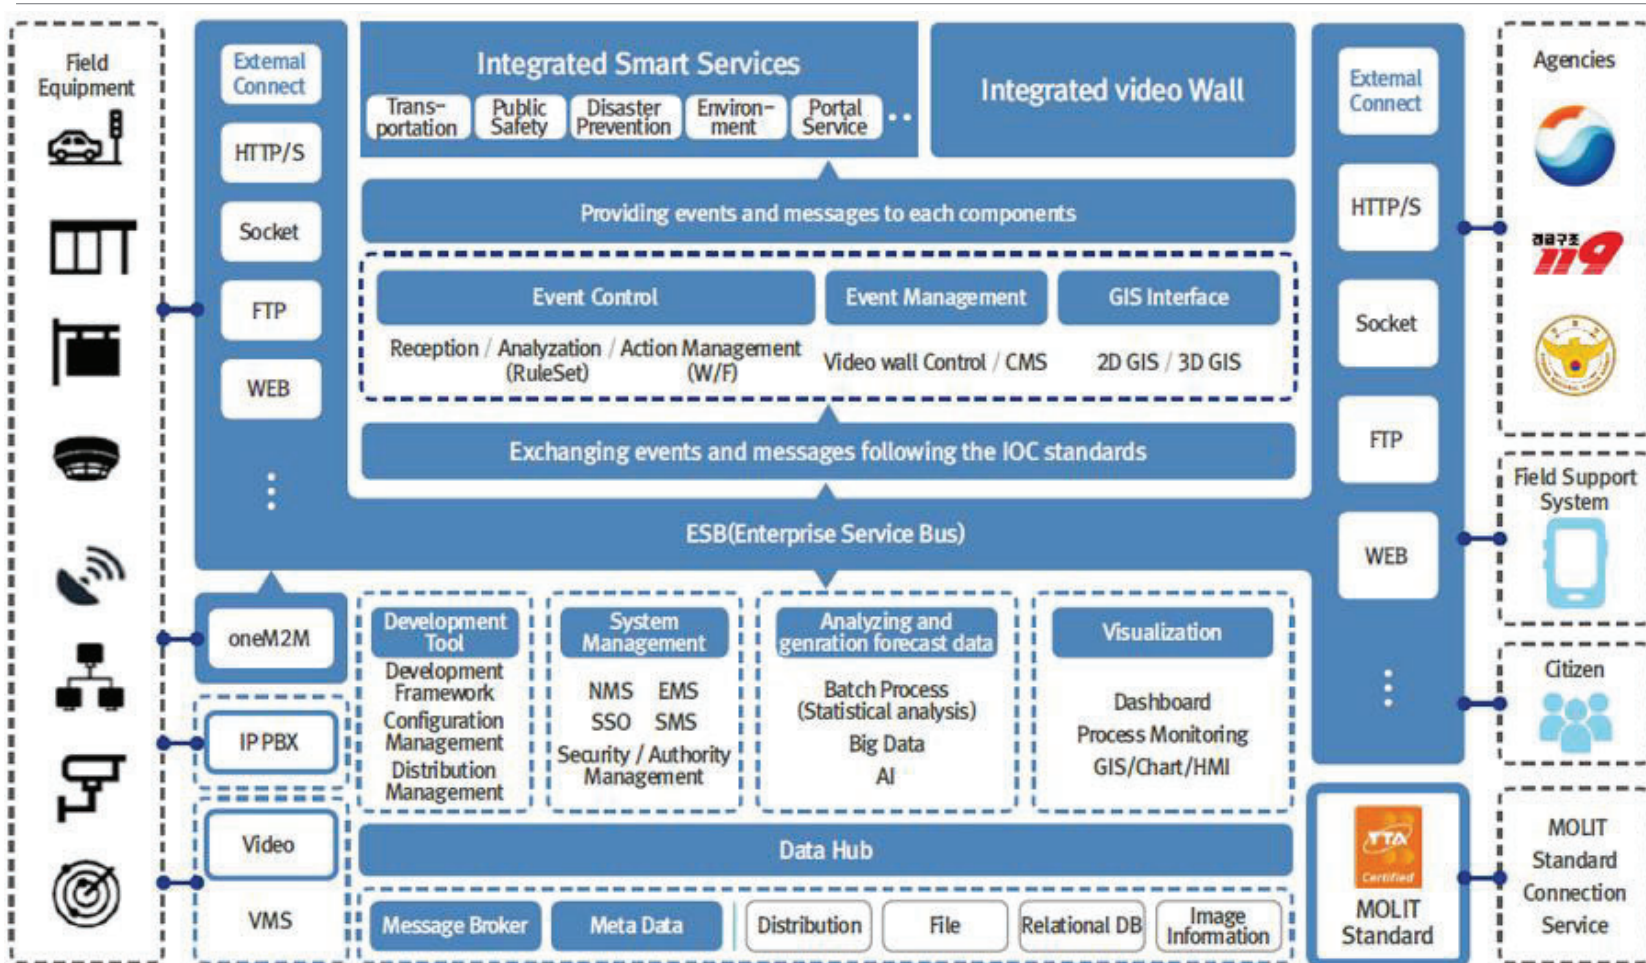 Field
Equipment
External
Connect
HTTP/S
Socket
FTP
WEB
Integrated Smart Services
Trans-
portation
Public
Safety
Disaster
Prevention
Environ-
ment
Portal
Service
Integrated video Wall
Providing events and messages to each components
Event Control
Reception / Analyzation / Action Management
(RuleSet)
(W/F)
Event Management
Video wall Control / CMS
GIS Interface
2D GIS / 3D GIS
Exchanging events and messages following the IOC standards
ESB(Enterprise Service Bus)
oneM2M
IP PBX
Video
VMS
Development
Tool
Development
Framework
Configuration
Management
Distribution
Management
System
Management
NMS EMS
SSO SMS
Security / Authority
Management
Analyzing and
genration forecast data
Batch Process
(Statistical analysis)
Big Data
AI
Visualization
Dashboard
Process Monitoring
GIS/Chart/HMI
Data Hub
Message Broker
Meta Data
Distribution
File
Relational DB
Image
Information
External
Connect
HTTP/S
Socket
FTP
WEB
TTA
Certified
MOLIT
Standard
Agencies
긴급구조
119
Field Support
System
Citizen
MOLIT
Standard
Connection
Service